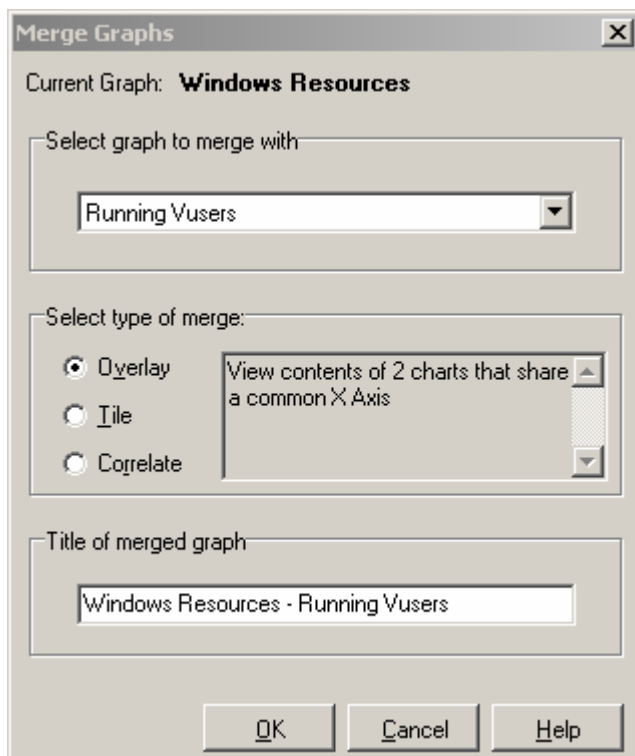 Merge Graphs
Current Graph: Windows Resources
Select graph to merge with
Running Vusers
Select type of merge:
Overlay
Tile
Correlate
View contents of 2 charts that share
a common X Axis
Title of merged graph
Windows Resources - Running Vusers
OK Cancel Help